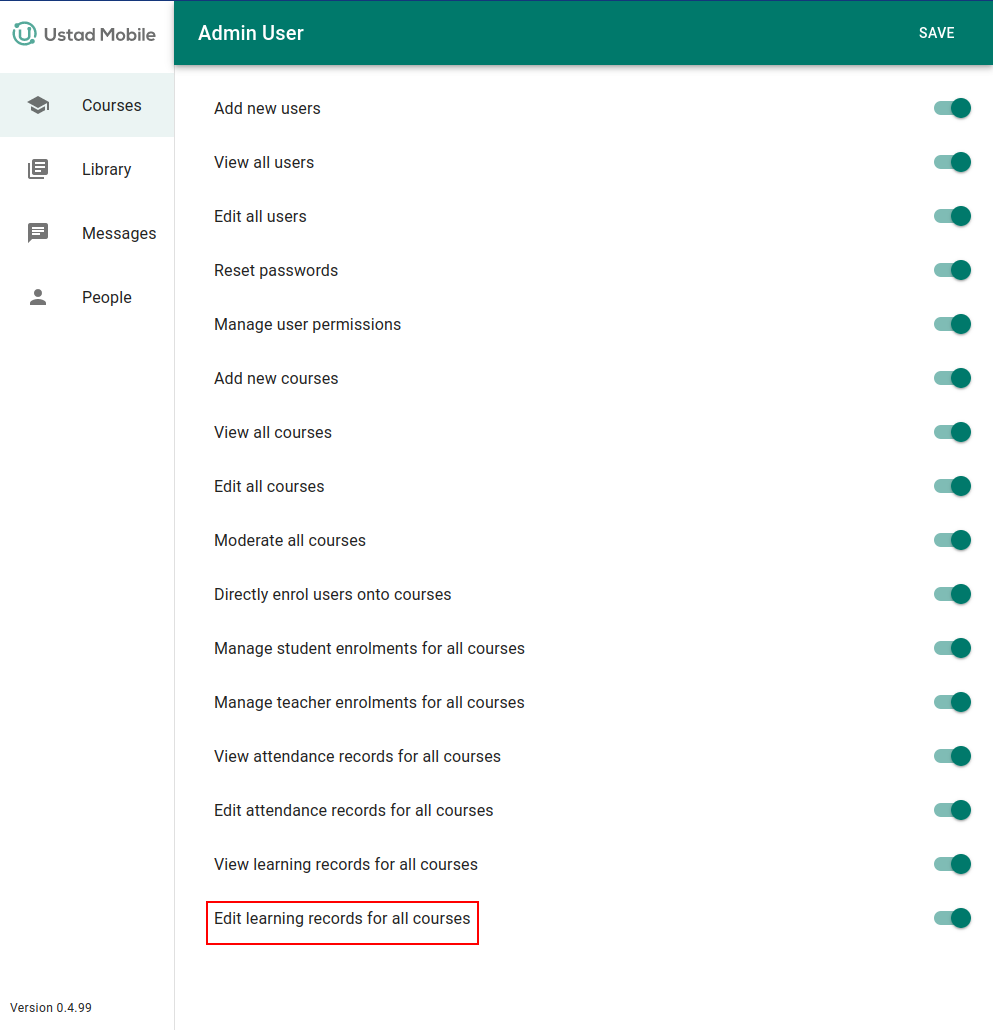 Ustad Mobile
Admin User
SAVE
Courses
Library
Messages
People
Add new users
View all users
Edit all users
Reset passwords
Manage user permissions
Add new courses
View all courses
Edit all courses
Moderate all courses
Directly enrol users onto courses
Manage student enrolments for all courses
Manage teacher enrolments for all courses
View attendance records for all courses
Edit attendance records for all courses
View learning records for all courses
Edit learning records for all courses
Version 0.4.99